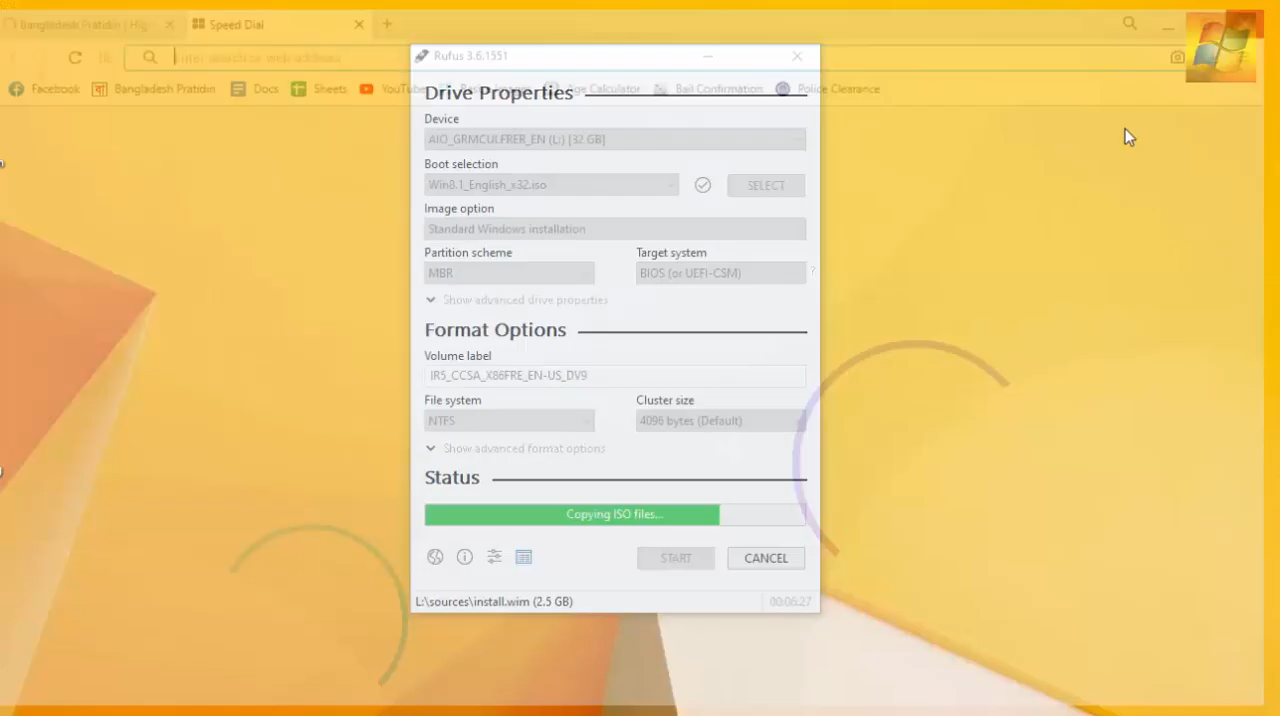 Bangladesh Pratidin | Hig
Speed Dial
Enter search or web address
Facebook
Bangladesh Pratidin
Docs
Sheets
YouTube
Age Calculator
Bail Confirmation
Police Clearance
Rufus 3.6.1551
Drive Properties
Device
AIO_GRMCULFRER_EN (L:) [32 GB]
Boot selection
Win8.1_English_x32.iso
SELECT
Image option
Standard Windows installation
Partition scheme
Target system
MBR
BIOS (or UEFI-CSM)
?
Show advanced drive properties
Format Options
Volume label
IR5_CCSA_X86FRE_EN-US_DV9
File system
Cluster size
NTFS
4096 bytes (Default)
Show advanced format options
Status
Copying ISO files...
START
CANCEL
L:\sources\install.wim (2.5 GB)
00:06:27